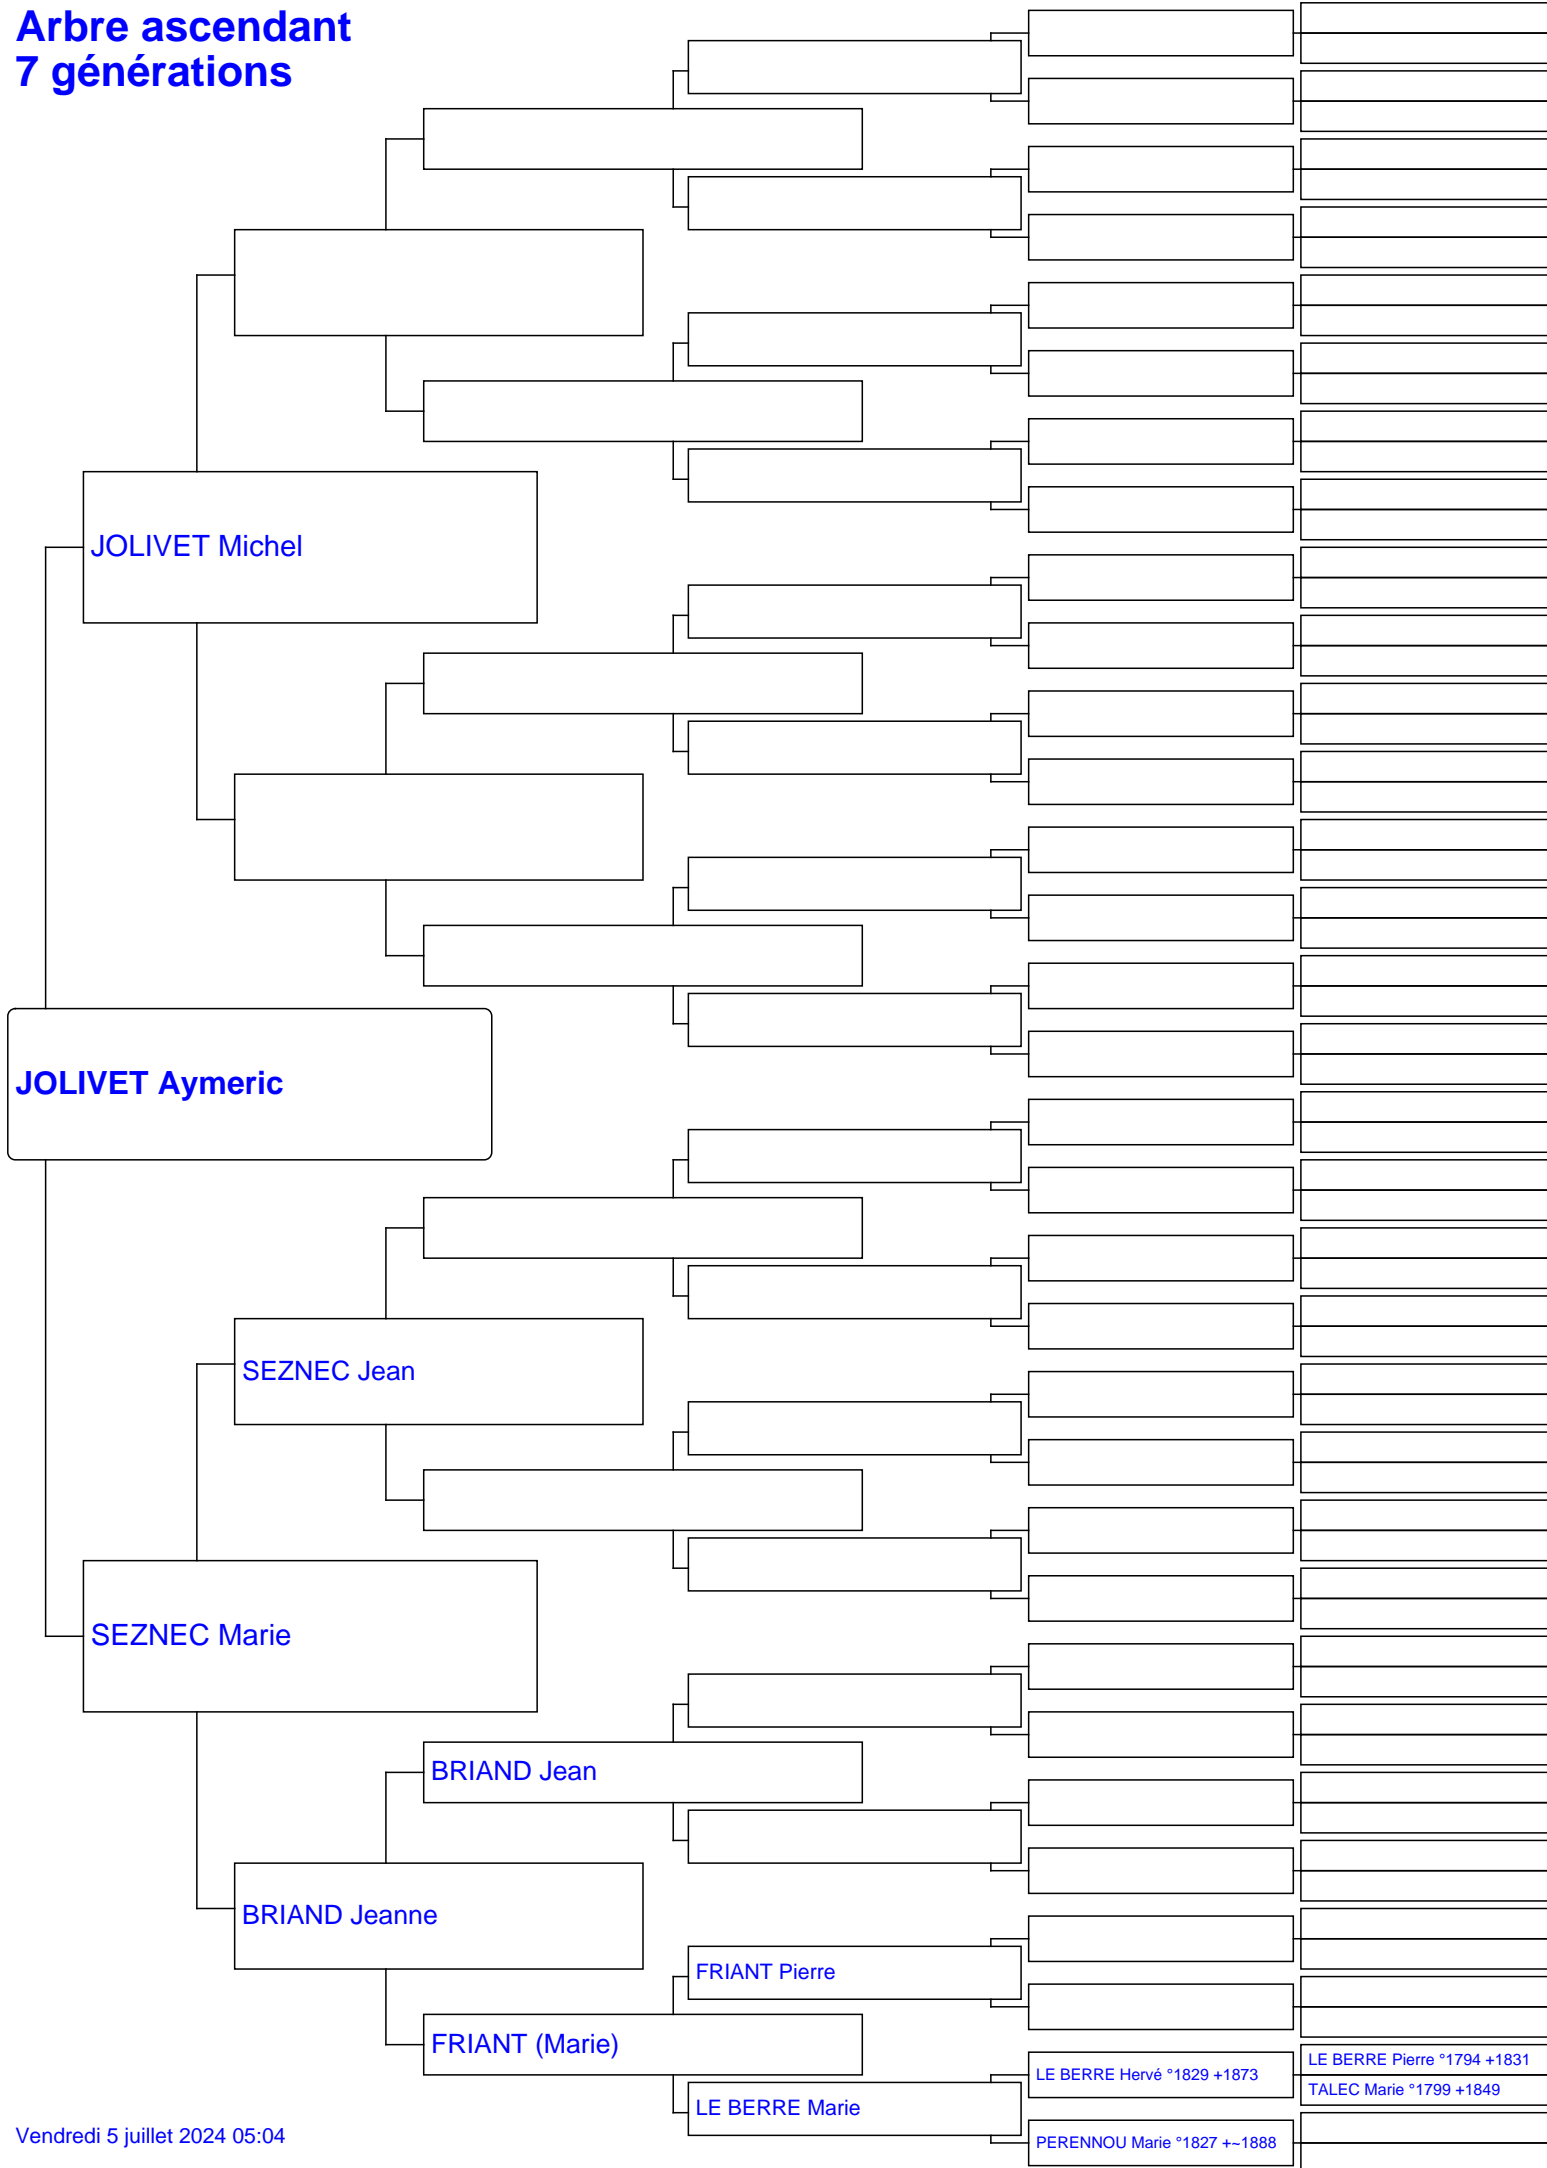 Arbre ascendant
7 générations
JOLIVET Michel
JOLIVET Aymeric
SEZNEC Jean
SEZNEC Marie
BRIAND Jean
BRIAND Jeanne
FRIANT Pierre
FRIANT (Marie)
LE BERRE Pierre °1794 +1831
LE BERRE Hervé °1829 +1873
TALEC Marie °1799 +1849
LE BERRE Marie
PERENNOU Marie °1827 +~1888
Vendredi 5 juillet 2024 05:04